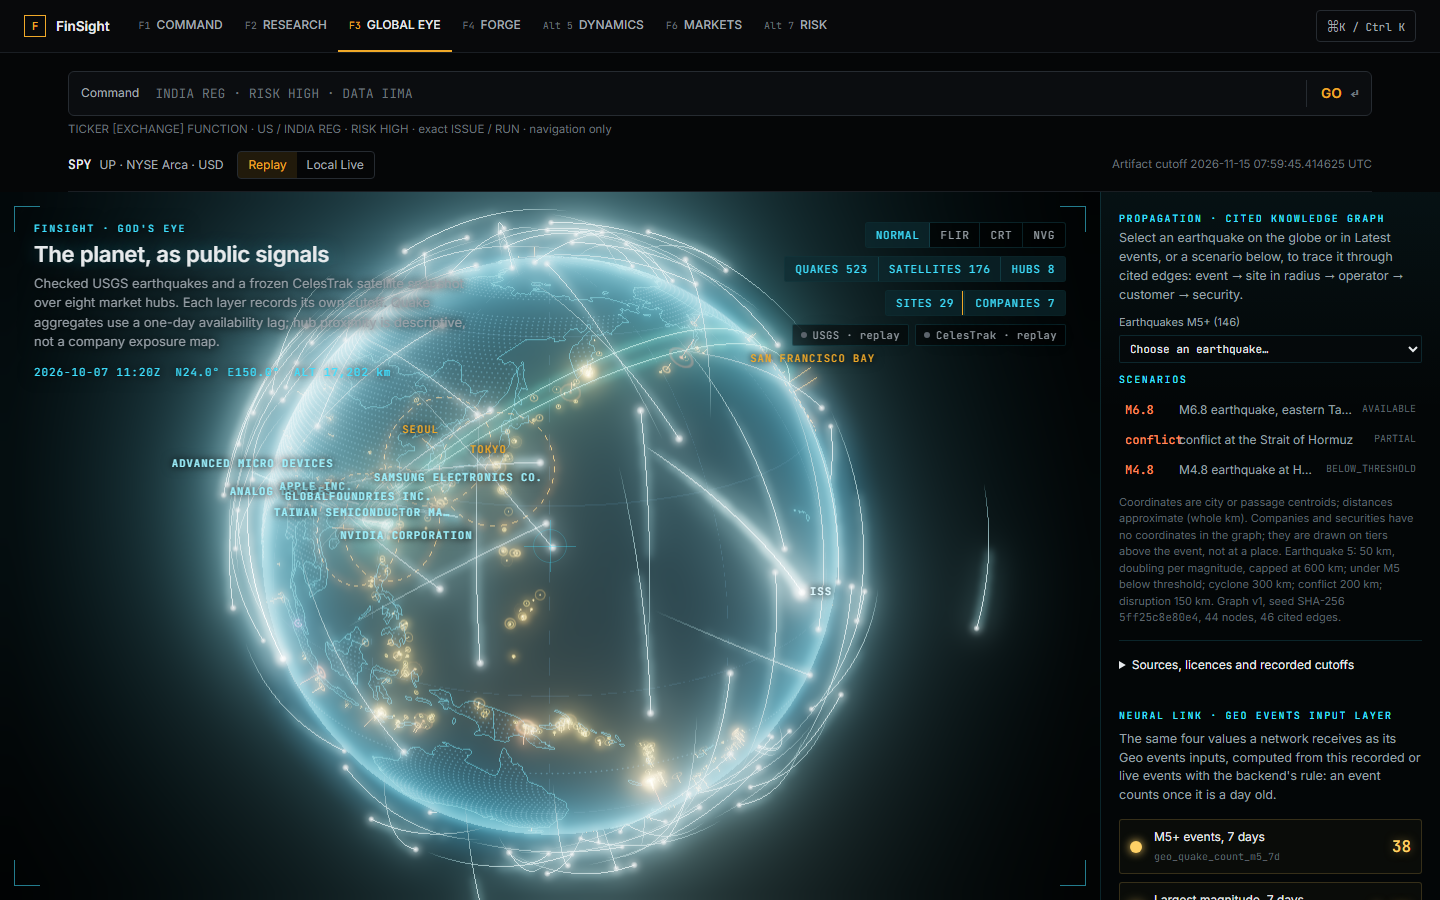 F FinSight F1 COMMAND F2 RESEARCH F3 GLOBAL EYE F4 FORGE Alt 5 DYNAMICS F6 MARKETS Alt 7 RISK ⌘K / Ctrl K
Command INDIA REG · RISK HIGH · DATA IIMA GO ↵
TICKER [EXCHANGE] FUNCTION · US / INDIA REG · RISK HIGH · exact ISSUE / RUN · navigation only
SPY UP · NYSE Arca · USD Replay Local Live Artifact cutoff 2026-11-15 07:59:45.414625 UTC
FINSIGHT · GOD'S EYE
The planet, as public signals
Checked USGS earthquakes and a frozen CelesTrak satellite
over eight market hubs. Each layer records its own
aggregates use a one-day availability lag; hub proximity is descriptive,
not a company exposure map.
2026-10-07 11:20Z N24.0° E150. ALT 17,202 km
NORMAL FLIR CRT NVG
QUAKES 523 SATELLITES 176 HUBS 8
SITES 29 COMPANIES 7
USGS · replay CelesTrak · replay
SAN FRANCISCO BAY
SEOUL
TOKYO
ADVANCED MICRO DEVICES
SAMSUNG ELECTRONICS CO.
APPLE INC.
ANALOG
GLOBALFOUNDRIES INC.
TAIWAN SEMICONDUCTOR MA…
NVIDIA CORPORATION
ISS
PROPAGATION · CITED KNOWLEDGE GRAPH
Select an earthquake on the globe or in Latest
events, or a scenario below, to trace it through
cited edges: event → site in radius → operator →
customer → security.
Earthquakes M5+ (146)
Choose an earthquake…
SCENARIOS
M6.8 M6.8 earthquake, eastern Ta… AVAILABLE
conflict conflict at the Strait of Hormuz PARTIAL
M4.8 M4.8 earthquake at H… BELOW_THRESHOLD
Coordinates are city or passage centroids; distances
approximate (whole km). Companies and securities have
no coordinates in the graph; they are drawn on tiers
above the event, not at a place. Earthquake 5: 50 km,
doubling per magnitude, capped at 600 km; under M5
below threshold; cyclone 300 km; conflict 200 km;
disruption 150 km. Graph v1, seed SHA-256
5ff25c8e80e4, 44 nodes, 46 cited edges.
▶ Sources, licences and recorded cutoffs
NEURAL LINK · GEO EVENTS INPUT LAYER
The same four values a network receives as its
Geo events inputs, computed from this recorded or
live events with the backend's rule: an event
counts once it is a day old.
M5+ events, 7 days
geo_quake_count_m5_7d
38
Largest magnitude, 7 days